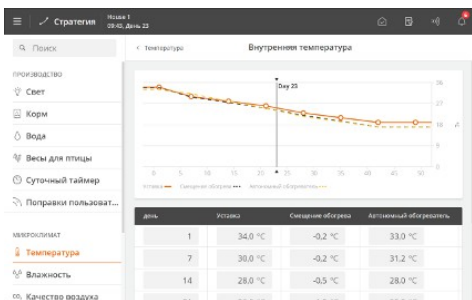 Стратегия
House 1
09:43, День 23
Поиск
Температура
Внутренняя температура
ПРОИЗВОДСТВО
Свет
Корм
Вода
Весы для птицы
Суточный таймер
Поправки пользоват...
МИКРОКЛИМАТ
Температура
Влажность
Качество воздуха
Day 23
36
27
18
9
0
0 5 10 15 20 25 30 35 40 45 50
Уставка Смещение обогрева Автономный обогреватель
день Уставка Смещение обогрева Автономный обогреватель
1 34.0 °C -0,2 °C 33.0 °C
7 30,0 °C -0,2 °C 31,2 °C
14 28.0 °C -0,5 °C 28.0 °C